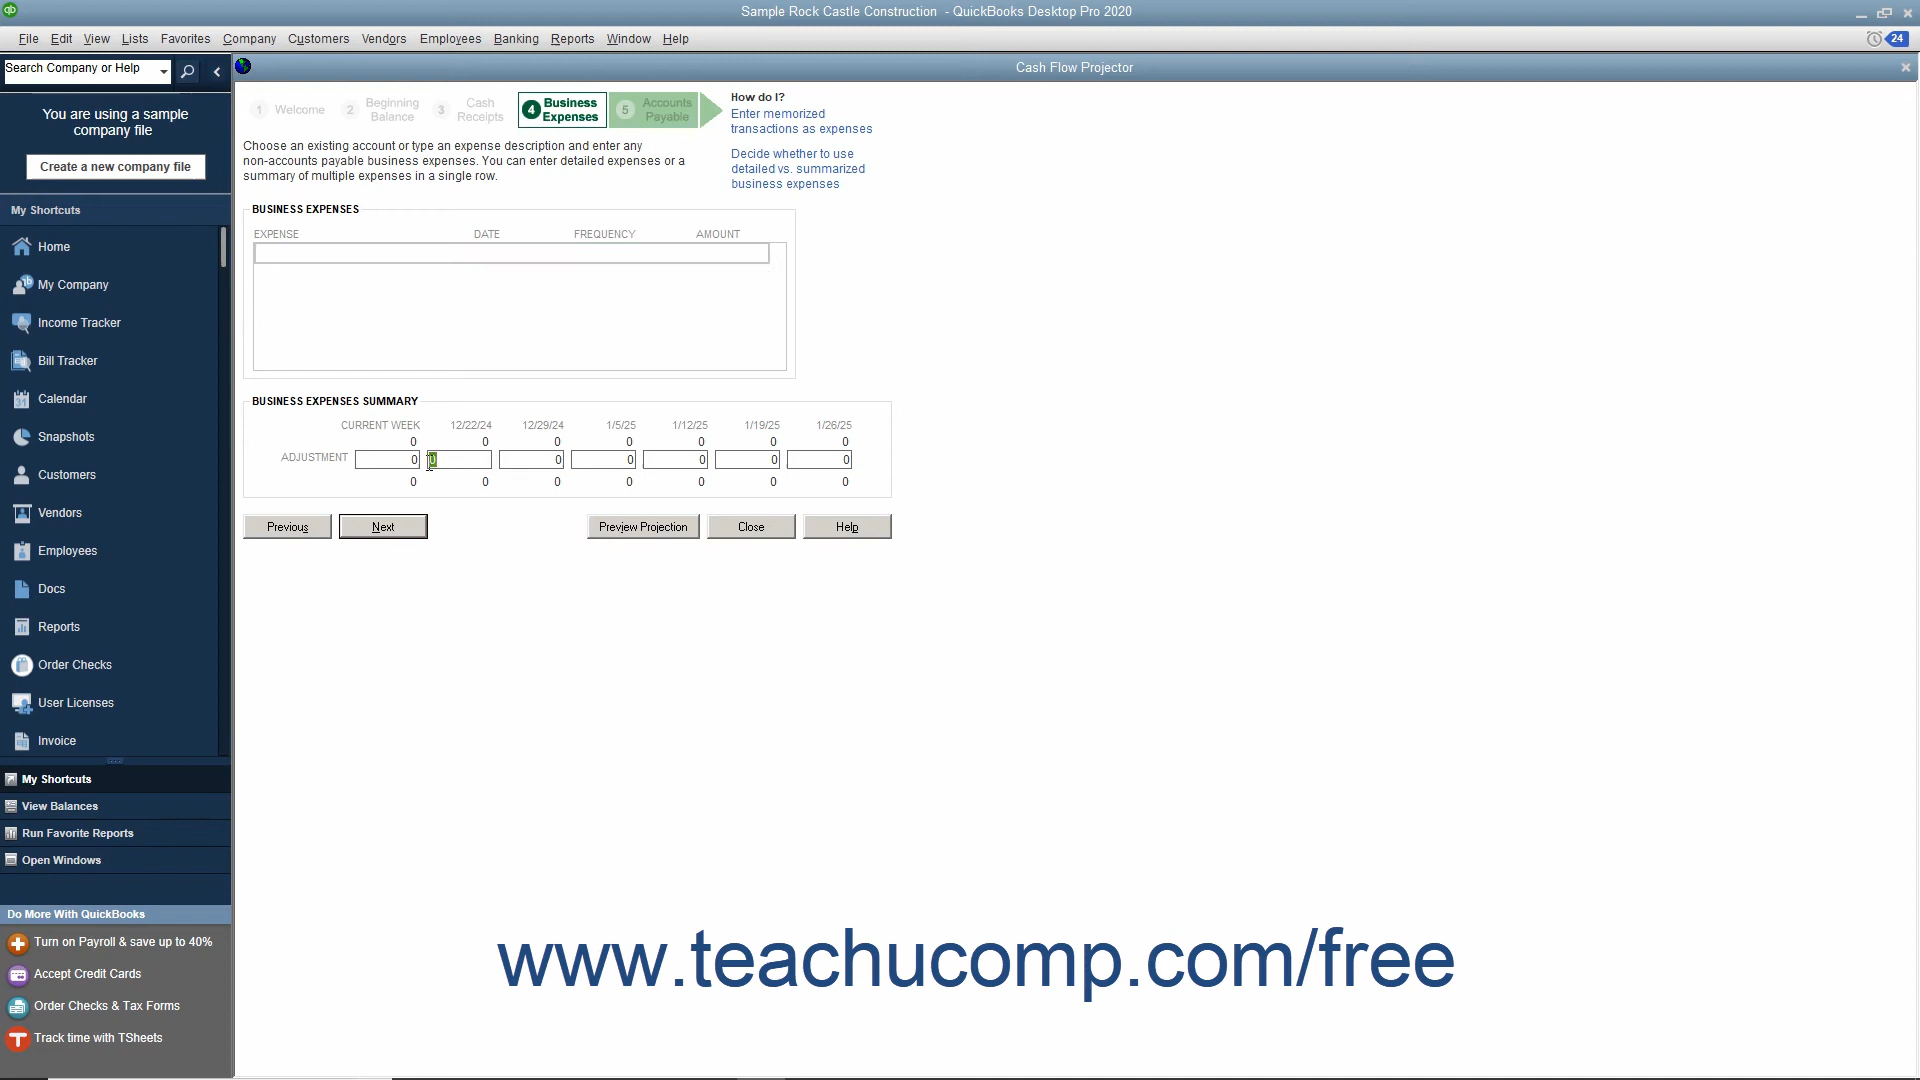 Sample Rock Castle Construction - QuickBooks Desktop Pro 2020
File Edit View Lists Favorites Company Customers Vendors Employees Banking Reports Window Help
24
Search Company or Help
Cash Flow Projector
You are using a sample
company file
Create a new company file
My Shortcuts
Home
My Company
Income Tracker
Bill Tracker
Calendar
Snapshots
Customers
Vendors
Employees
Docs
Reports
Order Checks
User Licenses
Invoice
My Shortcuts
View Balances
Run Favorite Reports
Open Windows
Do More With QuickBooks
Turn on Payroll & save up to 40%
Accept Credit Cards
Order Checks & Tax Forms
Track time with TSheets
1 Welcome
2 Beginning
Balance
3 Cash
Receipts
4 Business
Expenses
5 Accounts
Payable
How do I?
Enter memorized
transactions as expenses
Decide whether to use
detailed vs. summarized
business expenses
Choose an existing account or type an expense description and enter any
non-accounts payable business expenses. You can enter detailed expenses or a
summary of multiple expenses in a single row.
BUSINESS EXPENSES
EXPENSE DATE FREQUENCY AMOUNT
BUSINESS EXPENSES SUMMARY
CURRENT WEEK 12/22/24 12/29/24 1/5/25 1/12/25 1/19/25 1/26/25
0 0 0 0 0 0 0
ADJUSTMENT 0 0 0 0 0 0 0
0 0 0 0 0 0 0
Previous Next Preview Projection Close Help
www.teachucomp.com/free